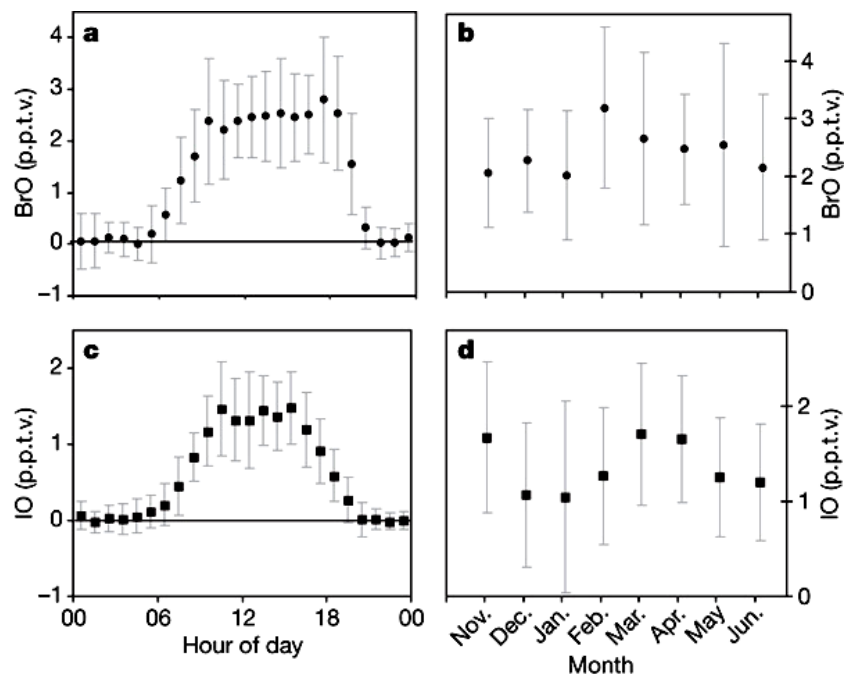 a
4
3
2
1
0
−1
BrO (p.p.t.v.)
b
4
3
2
1
0
BrO (p.p.t.v.)
c
2
1
0
−1
IO (p.p.t.v.)
00 06 12 18 00
Hour of day
d
2
1
0
IO (p.p.t.v.)
Nov. Dec. Jan. Feb. Mar. Apr. May Jun.
Month